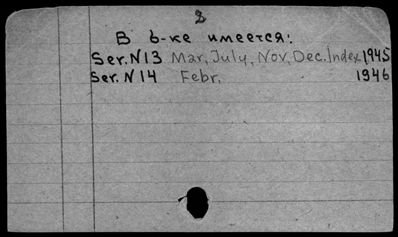 2
В б-ке имеется:
Ser. N13 Mar, July, Nov, Dec. Index 1945
Ser. N14 Febr. 1946